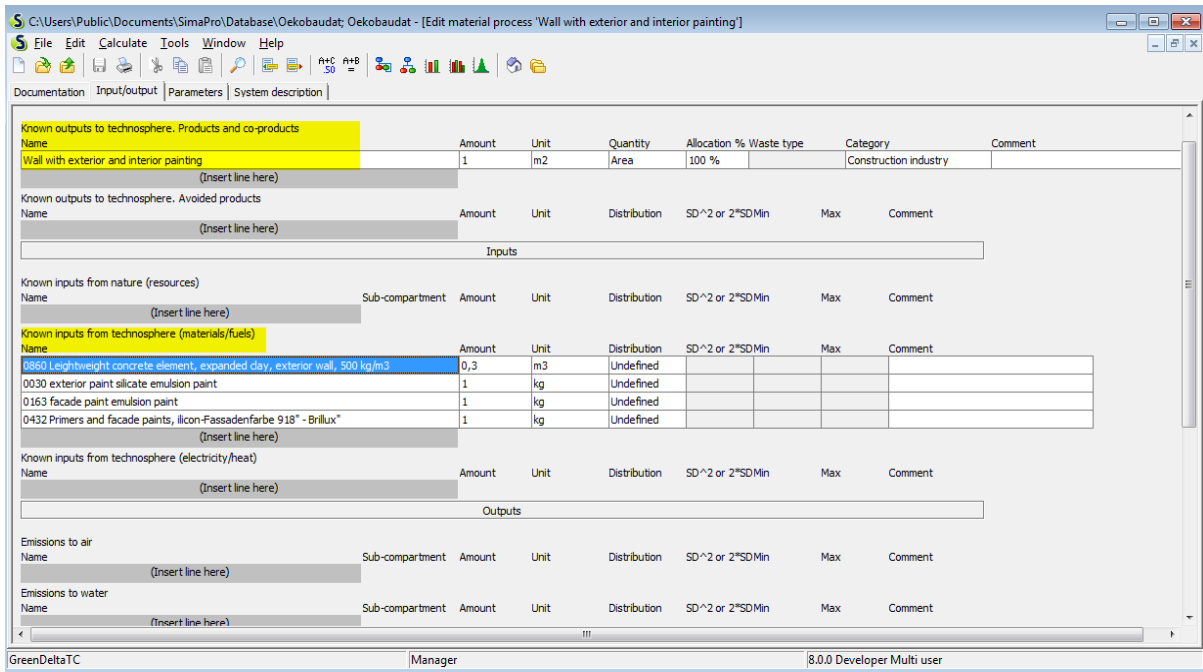 C:\Users\Public\Documents\SimaPro\Database\Oekobaudat; Oekobaudat - [Edit material process 'Wall with exterior and interior painting']
File Edit Calculate Tools Window Help
A+C .50 A+B =
Documentation Input/output Parameters System description
Known outputs to technosphere. Products and co-products
Name Amount Unit Quantity Allocation % Waste type Category Comment
Wall with exterior and interior painting 1 m2 Area 100 % Construction industry
(Insert line here)
Known outputs to technosphere. Avoided products
Name Amount Unit Distribution SD^2 or 2*SD Min Max Comment
(Insert line here)
Inputs
Known inputs from nature (resources)
Name Sub-compartment Amount Unit Distribution SD^2 or 2*SD Min Max Comment
(Insert line here)
Known inputs from technosphere (materials/fuels)
Name Amount Unit Distribution SD^2 or 2*SD Min Max Comment
0860 Leightweight concrete element, expanded clay, exterior wall, 500 kg/m3 0,3 m3 Undefined
0030 exterior paint silicate emulsion paint 1 kg Undefined
0163 facade paint emulsion paint 1 kg Undefined
0432 Primers and facade paints, ilicon-Fassadenfarbe 918" - Brillux" 1 kg Undefined
(Insert line here)
Known inputs from technosphere (electricity/heat)
Name Amount Unit Distribution SD^2 or 2*SD Min Max Comment
(Insert line here)
Outputs
Emissions to air
Name Sub-compartment Amount Unit Distribution SD^2 or 2*SD Min Max Comment
(Insert line here)
Emissions to water
Name Sub-compartment Amount Unit Distribution SD^2 or 2*SD Min Max Comment
(Insert line here)
GreenDeltaTC Manager 8.0.0 Developer Multi user